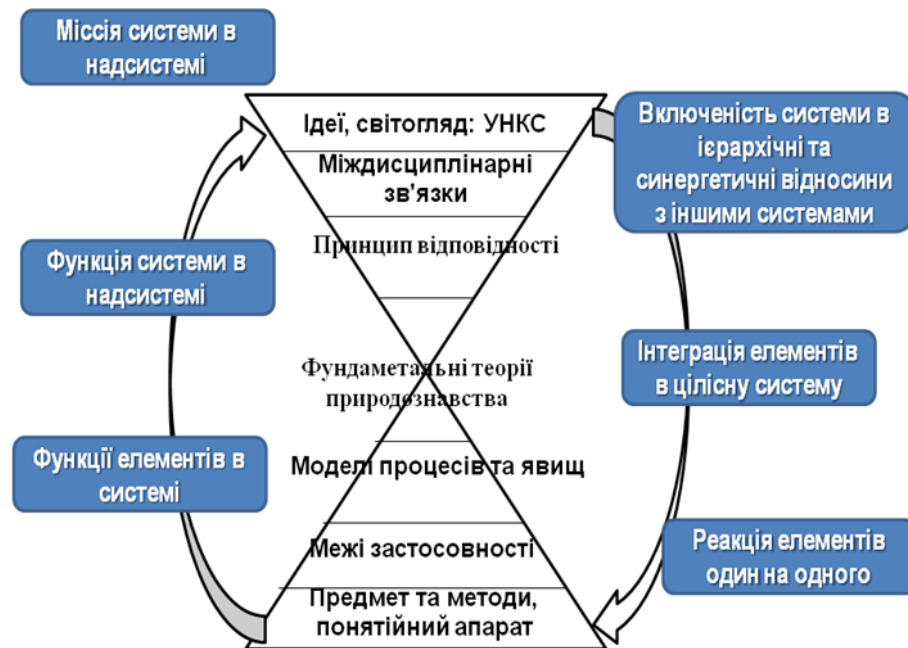 Міссія системи в
надсистемі
Ідеї, світогляд: УНКС
Міждисциплінарні
зв'язки
Принцип відповідності
Фундаметальні теорії
природознавства
Моделі процесів та явищ
Межі застосовності
Предмет та методи,
понятійний апарат
Функція системи в
надсистемі
Функції елементів в
системі
Включеність системи в
ієрархічні та
синергетичні відносини
з іншими системами
Інтеграція елементів
в цілісну систему
Реакція елементів
один на одного